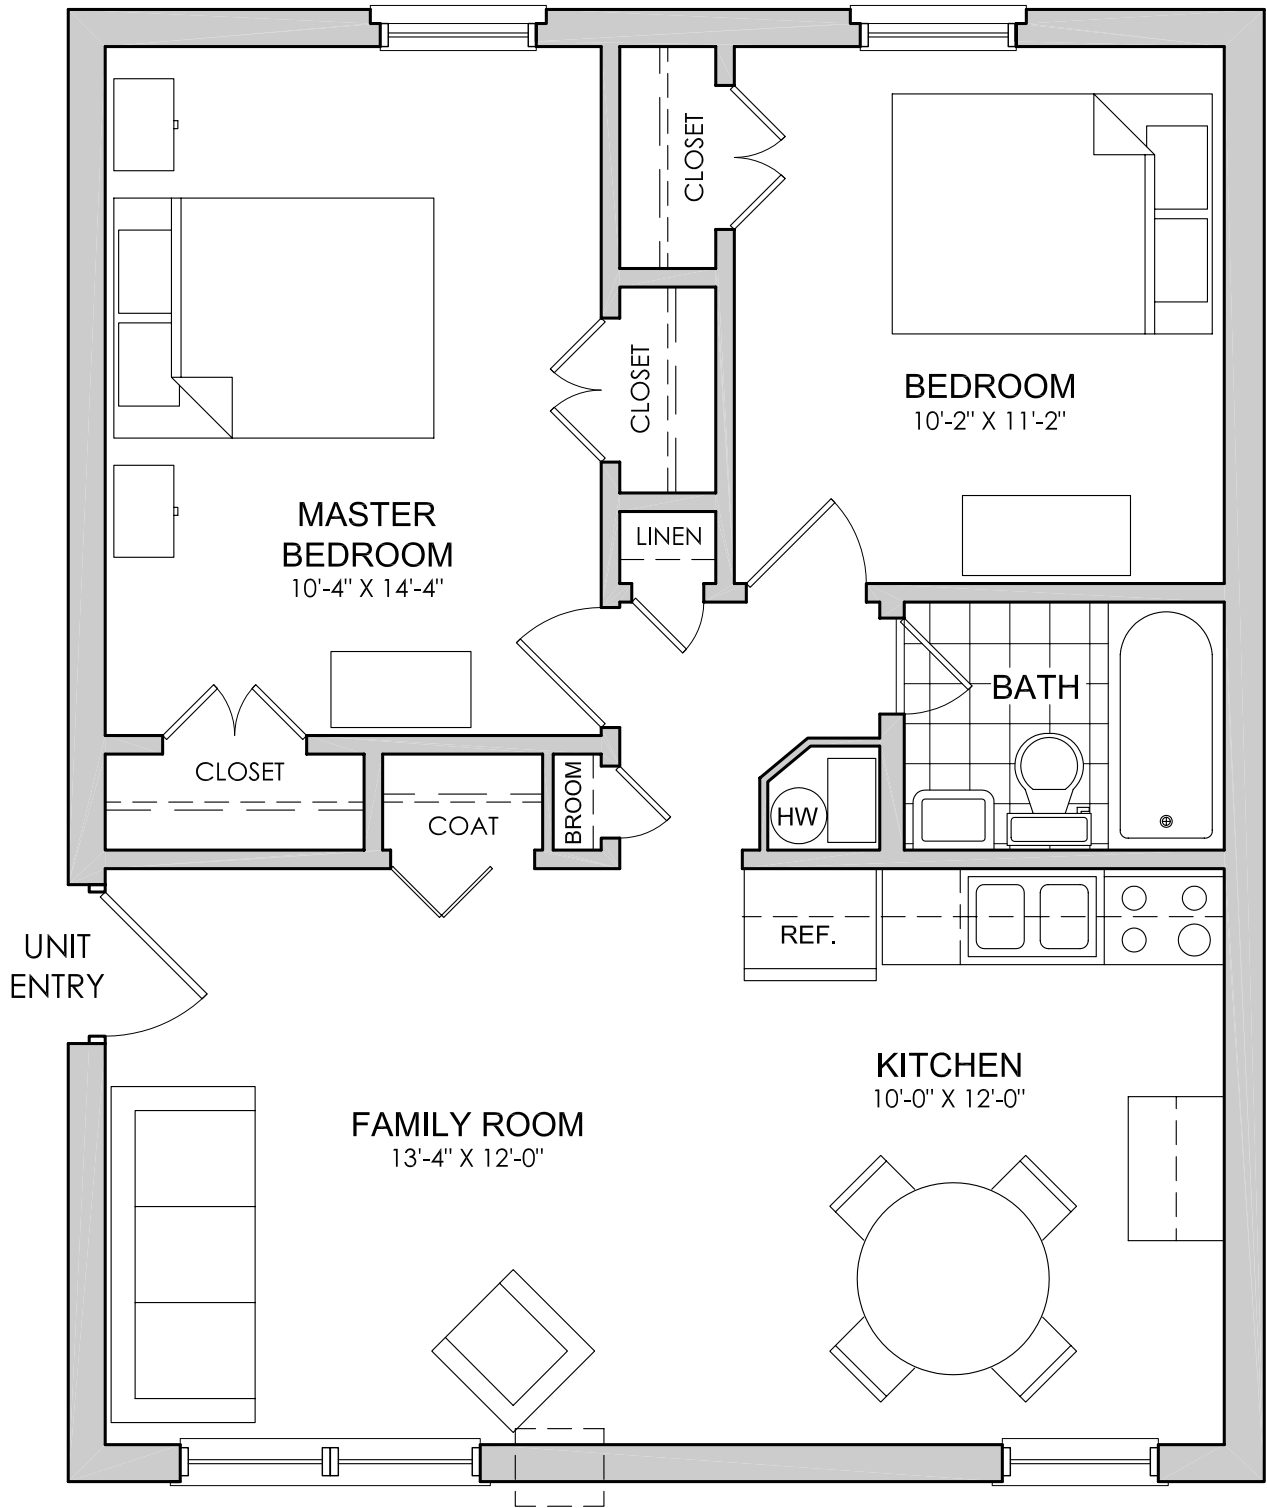 CLOSET
CLOSET
BEDROOM
10'-2" X 11'-2"
MASTER
BEDROOM
10'-4" X 14'-4"
LINEN
BATH
CLOSET
COAT
BROOM
HW
UNIT
ENTRY
REF.
KITCHEN
10'-0" X 12'-0"
FAMILY ROOM
13'-4" X 12'-0"